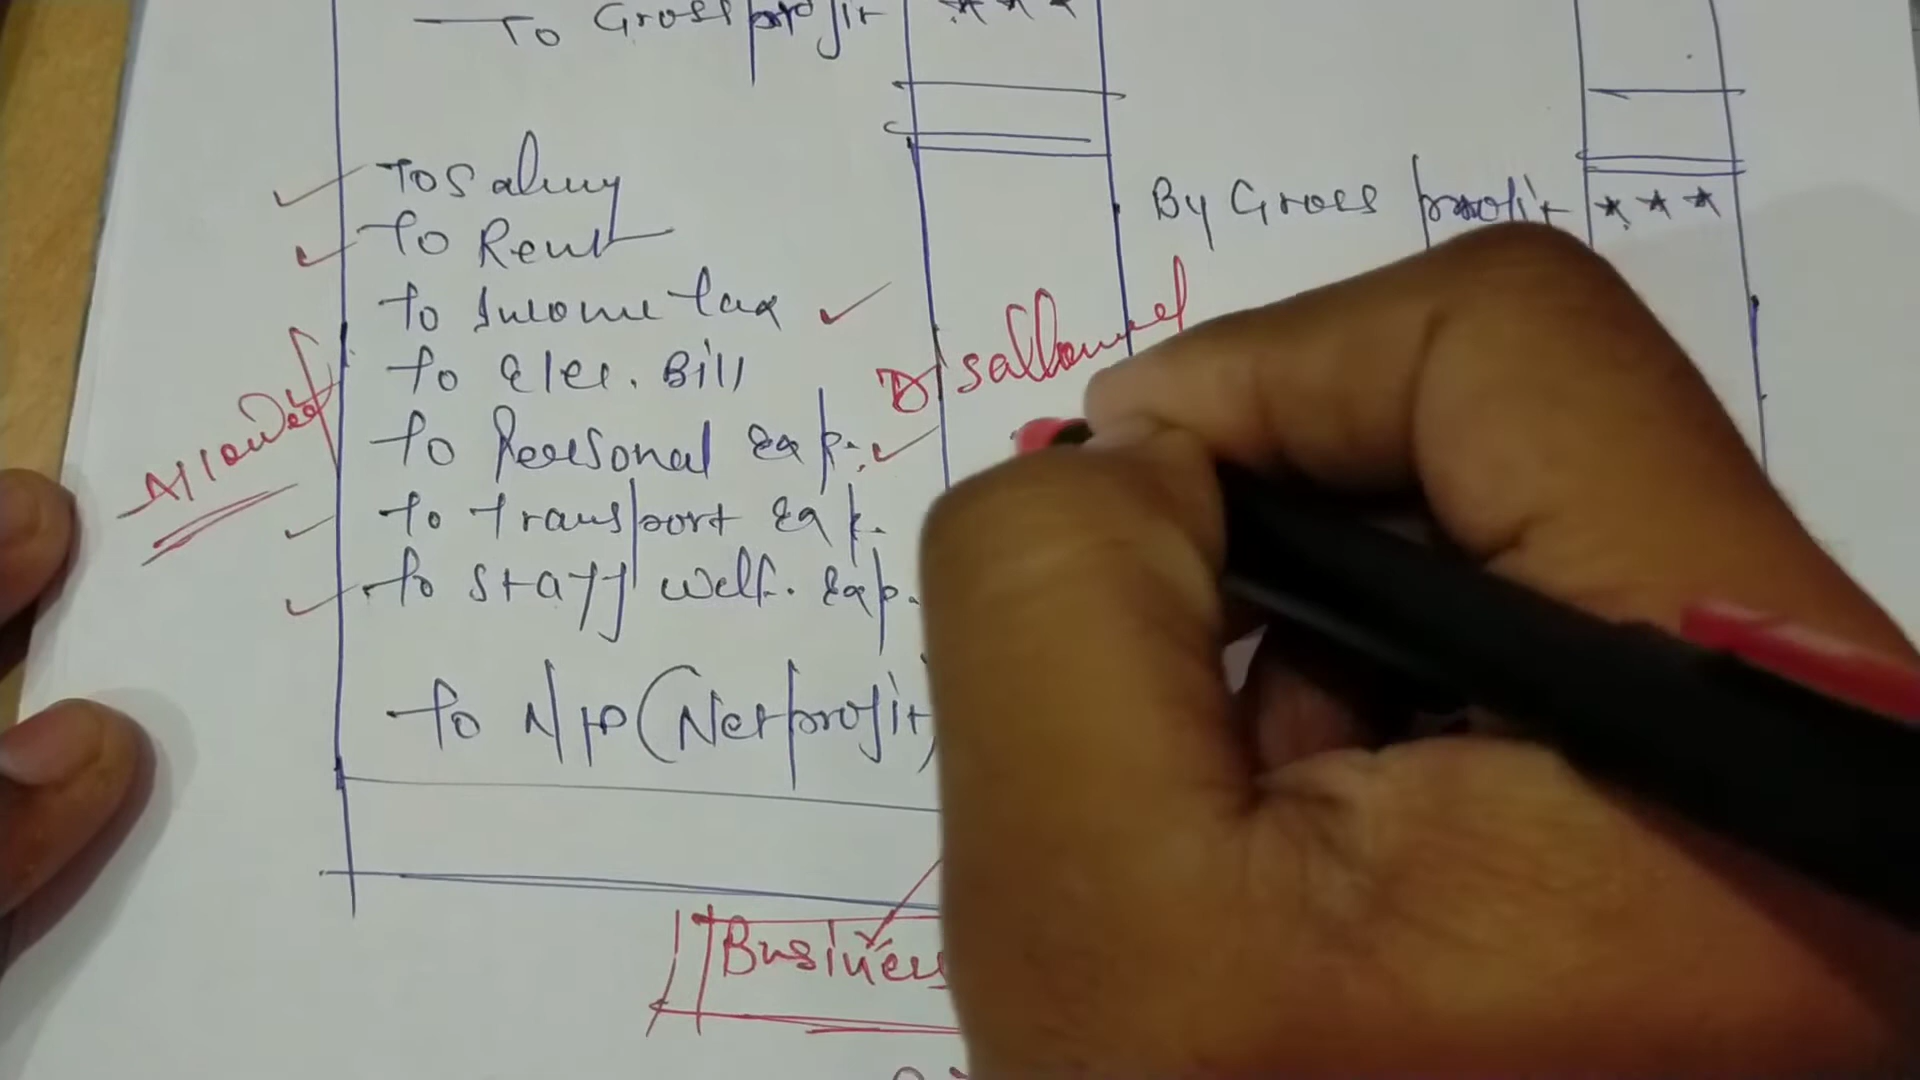 To Gross profit ***
To Salary
By Gross profit ***
To Rent
To Income tax
Disallowed
To Elec. Bill
Allowed
To Personal Exp.
To transport Exp.
To staff welf. Exp.
To N/P (Net profit)
Business